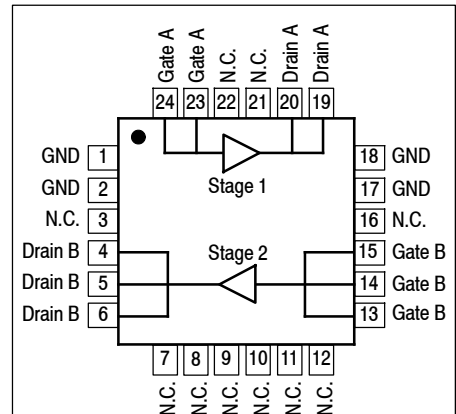 Gate A
Gate A
N.C.
N.C.
Drain A
Drain A
24 23 22 21 20 19
GND 1
18 GND
Stage 1
GND 2
17 GND
N.C. 3
16 N.C.
Drain B 4
Stage 2
15 Gate B
Drain B 5
14 Gate B
Drain B 6
13 Gate B
7 8 9 10 11 12
N.C.
N.C.
N.C.
N.C.
N.C.
N.C.